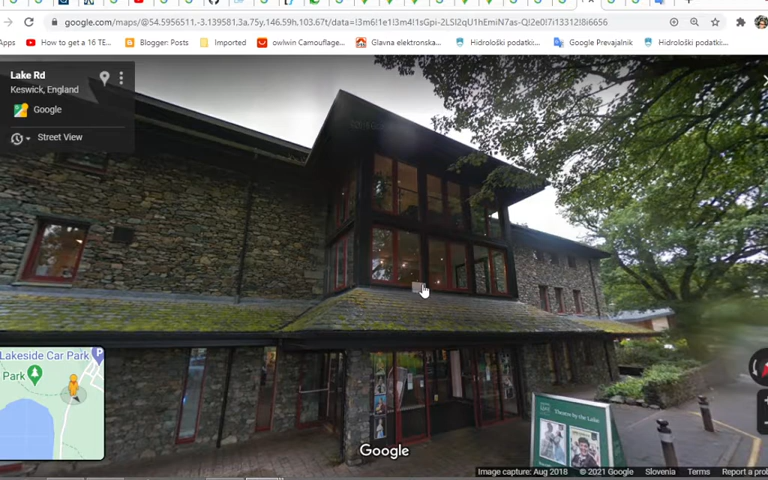 google.com/maps/@54.5956511,-3.139581,3a,75y,146.59h,103.67t/data=!3m6!1e1!3m4!1sGpi-2LSl2qU1hEmiN7as-Q!2e0!7i13312!8i6656
Apps
How to get a 16 TE...
Blogger: Posts
Imported
owlwin Camouflage...
Glavna elektronska...
Hidrološki podatki:...
Google Prevajalnik
Hidrološki podatki:...
Lake Rd
Keswick, England
Google
Street View
Lakeside Car Park
Park
Theatre by the Lake
Google
Image capture: Aug 2018
© 2021 Google
Slovenia
Terms
Report a prob